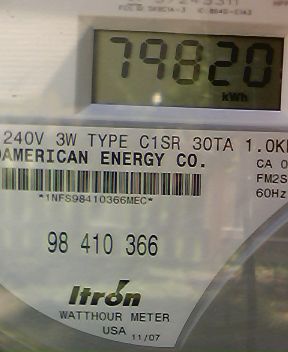 79820
kWh
240V 3W TYPE C1SR 30TA 1.0K
AMERICAN ENERGY CO.
CA 0
FM2S
60Hz
*1NFS98410366MEC*
98 410 366
Itron
WATTHOUR METER
USA 11/07